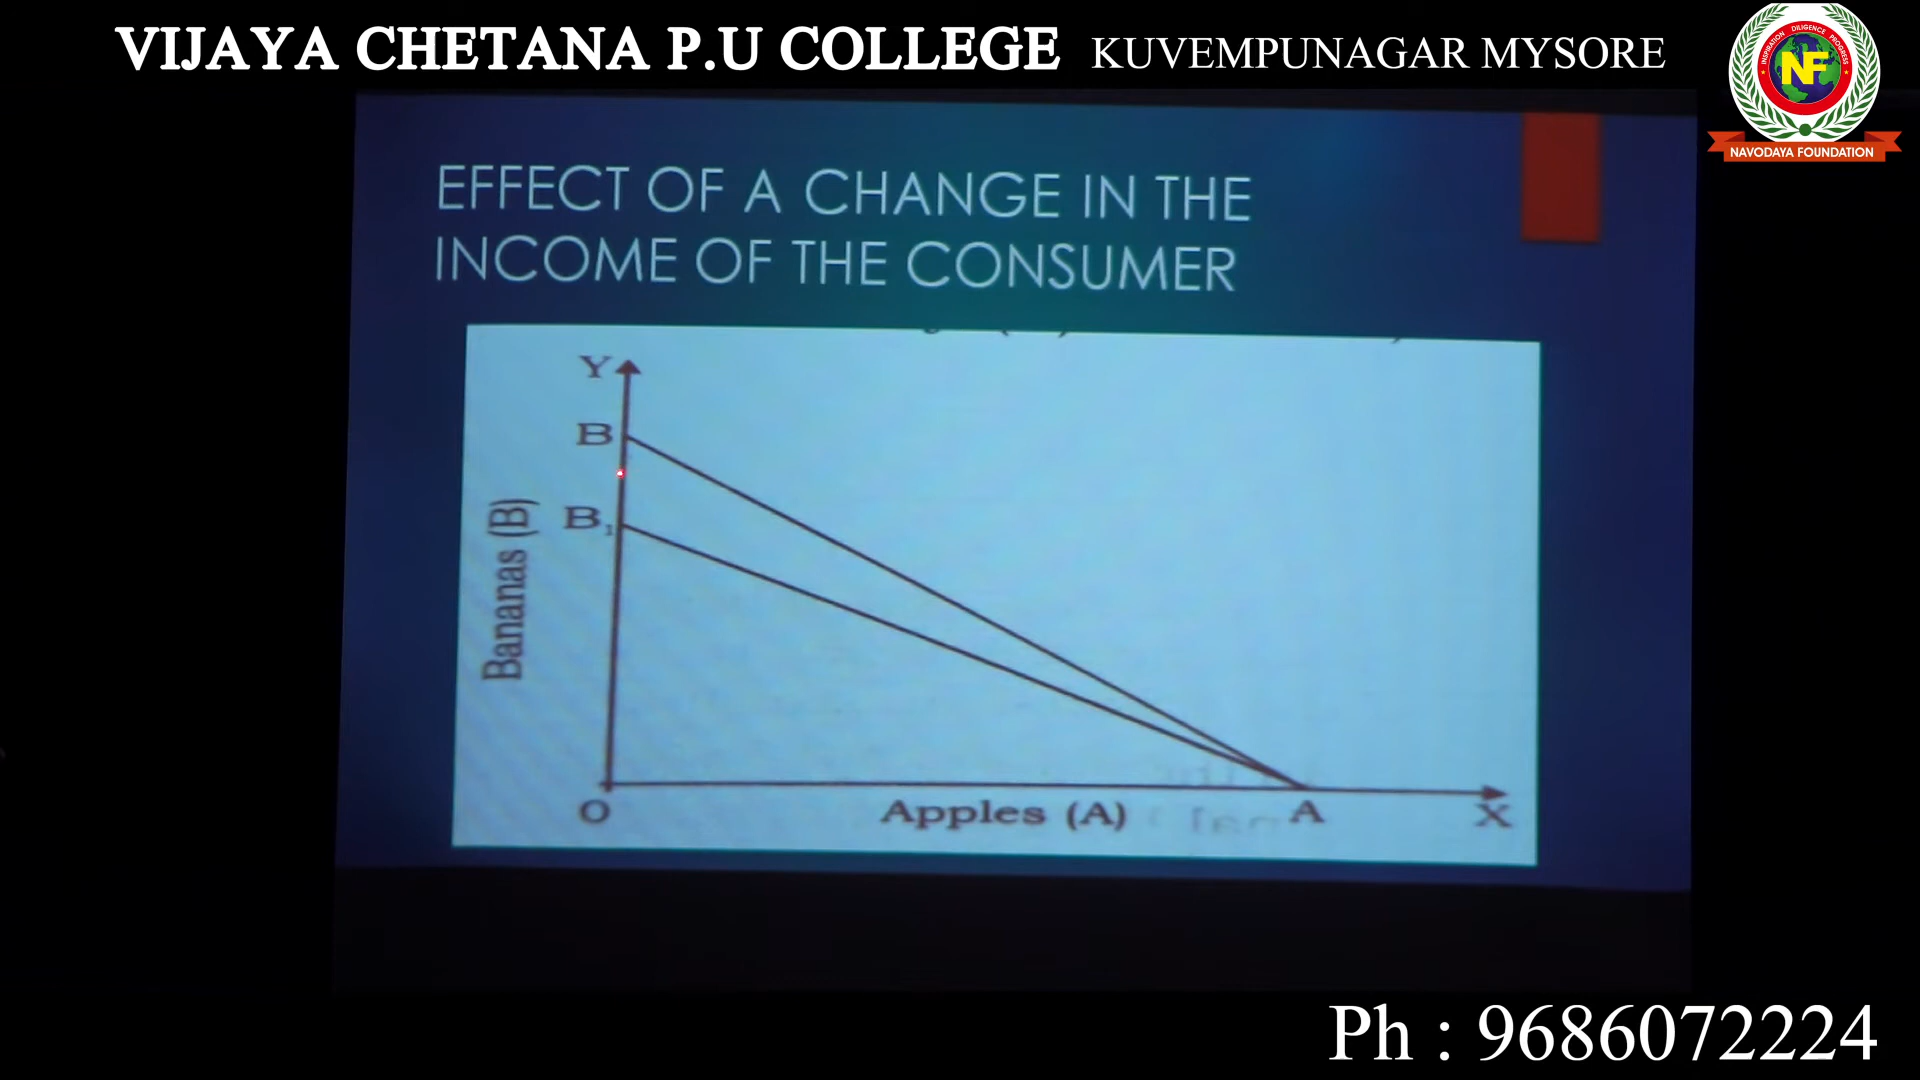 VIJAYA CHETANA P.U COLLEGE KUVEMPUNAGAR MYSORE
INSPIRATION DILIGENCE PROGRESS
NF
NAVODAYA FOUNDATION
EFFECT OF A CHANGE IN THE
INCOME OF THE CONSUMER
Y
B
B1
Bananas (B)
O
Apples (A)
A
X
Ph : 9686072224